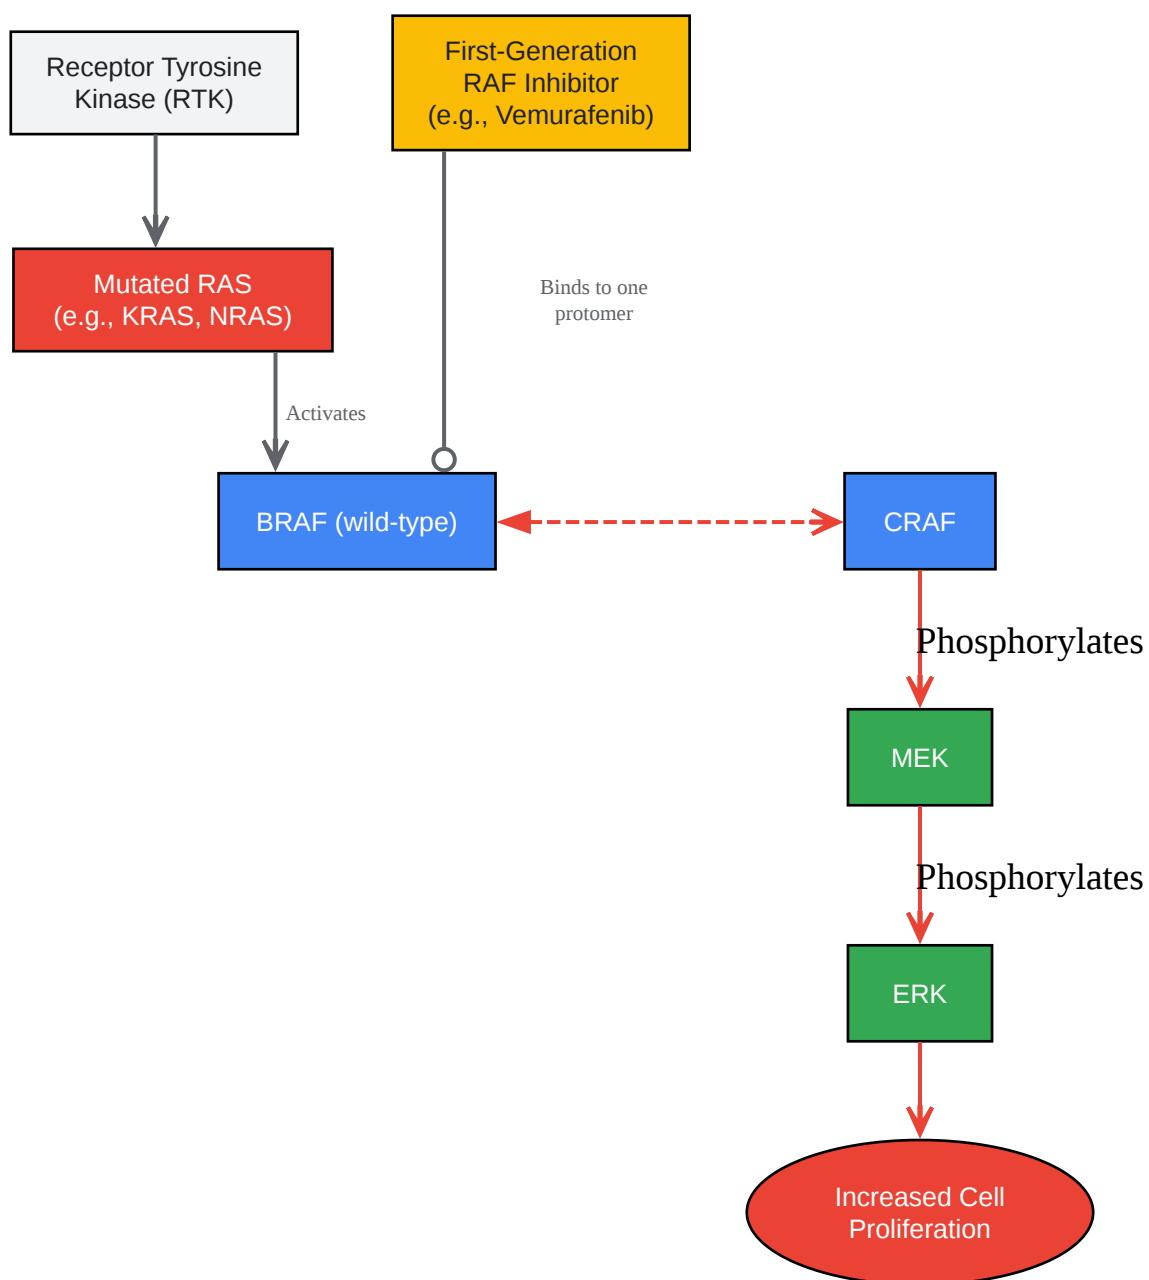 Receptor Tyrosine
Kinase (RTK)
First-Generation
RAF Inhibitor
(e.g., Vemurafenib)
Mutated RAS
(e.g., KRAS, NRAS)
Binds to one
protomer
Activates
BRAF (wild-type)
CRAF
Phosphorylates
MEK
Phosphorylates
ERK
Increased Cell
Proliferation